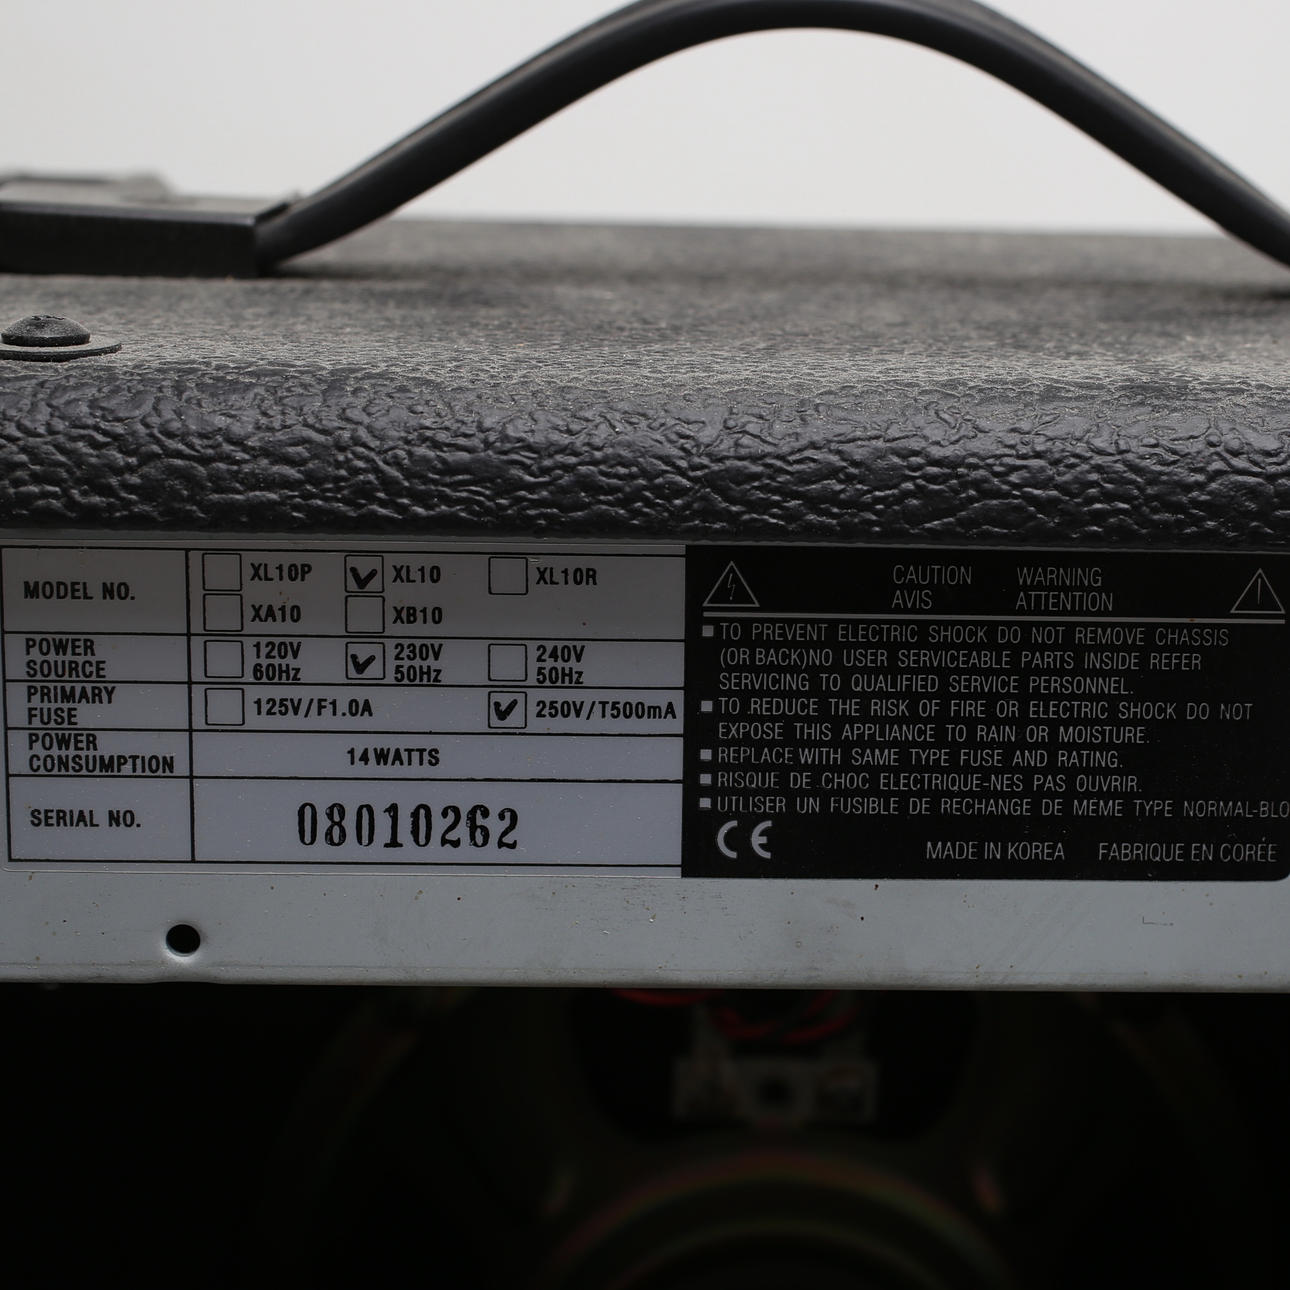 MODEL NO.
XL10P ✓ XL10 XL10R
XA10 XB10
POWER SOURCE
120V 60Hz ✓ 230V 50Hz 240V 50Hz
PRIMARY FUSE
125V/F1.0A ✓ 250V/T500mA
POWER CONSUMPTION
14WATTS
SERIAL NO.
08010262
CAUTION WARNING
AVIS ATTENTION
TO PREVENT ELECTRIC SHOCK DO NOT REMOVE CHASSIS
(OR BACK)NO USER SERVICEABLE PARTS INSIDE REFER
SERVICING TO QUALIFIED SERVICE PERSONNEL.
TO REDUCE THE RISK OF FIRE OR ELECTRIC SHOCK DO NOT
EXPOSE THIS APPLIANCE TO RAIN OR MOISTURE.
REPLACE WITH SAME TYPE FUSE AND RATING.
RISQUE DE CHOC ELECTRIQUE-NES PAS OUVRIR.
UTLISER UN FUSIBLE DE RECHANGE DE MEME TYPE NORMAL-BLO
CE
MADE IN KOREA FABRIQUE EN CORÉE